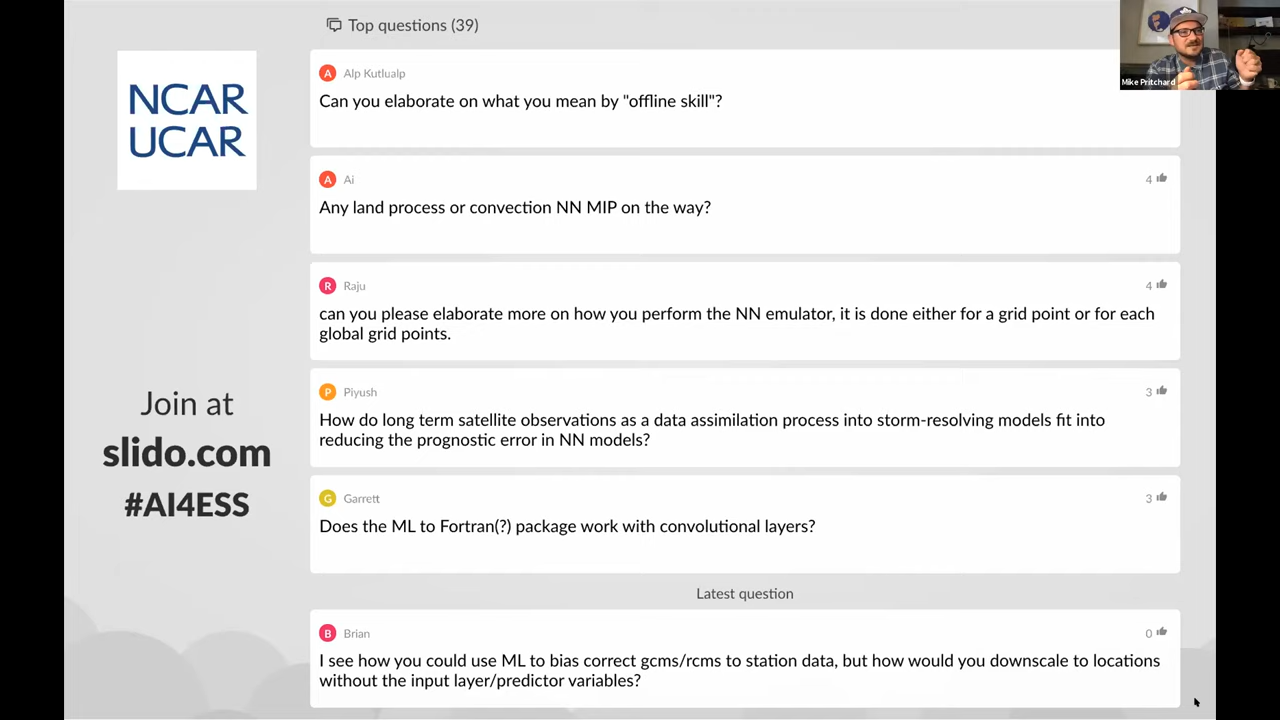 Top questions (39)
Mike Pritchard
NCAR
UCAR
A Alp Kutlualp
Can you elaborate on what you mean by "offline skill"?
A Ai 4
Any land process or convection NN MIP on the way?
R Raju 4
can you please elaborate more on how you perform the NN emulator, it is done either for a grid point or for each
global grid points.
P Piyush 3
How do long term satellite observations as a data assimilation process into storm-resolving models fit into
reducing the prognostic error in NN models?
Join at
slido.com
#AI4ESS
G Garrett 3
Does the ML to Fortran(?) package work with convolutional layers?
Latest question
B Brian 0
I see how you could use ML to bias correct gcms/rcms to station data, but how would you downscale to locations
without the input layer/predictor variables?